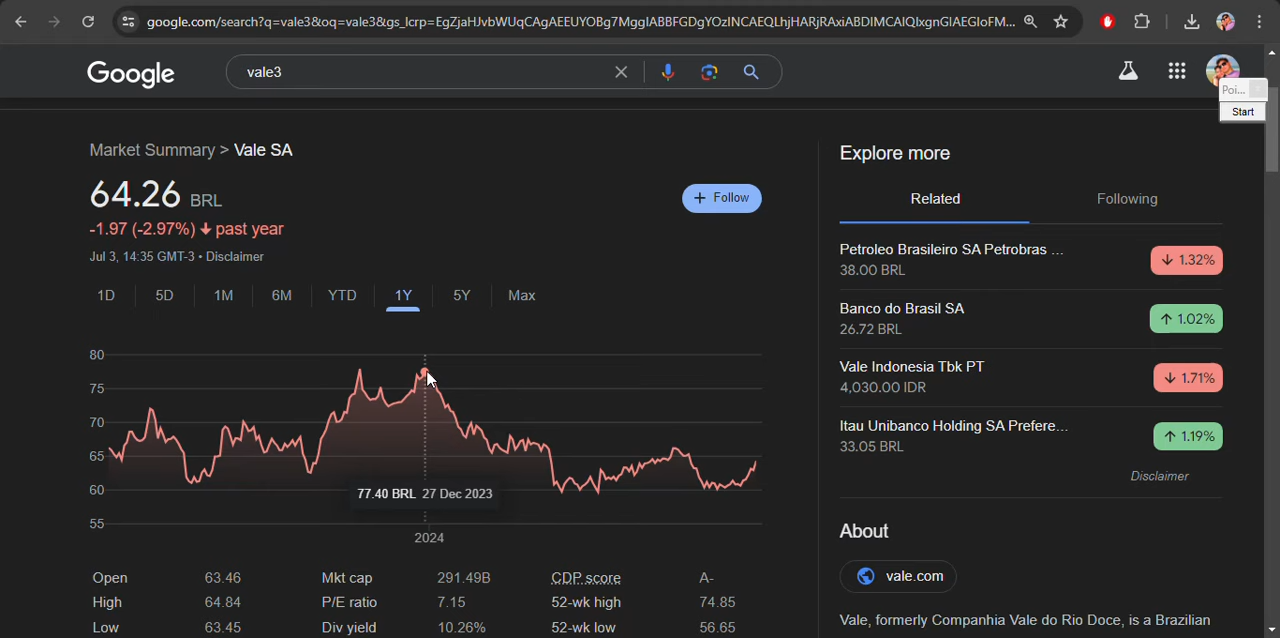 google.com/search?q=vale3&oq=vale3&gs_lcrp=EgZjaHJvbWUqCAgAEEUYOBg7MggIABBFGDgYOzINCAEQLhjHARjRAxiABDIMCAIQIxgnGIAEGIoFM...
Google
vale3
Poi...
Start
Market Summary > Vale SA
64.26 BRL
+ Follow
-1.97 (-2.97%) ↓ past year
Jul 3, 14:35 GMT-3 • Disclaimer
1D 5D 1M 6M YTD 1Y 5Y Max
80
75
70
65
60
55
77.40 BRL 27 Dec 2023
2024
Open 63.46 Mkt cap 291.49B CDP score A-
High 64.84 P/E ratio 7.15 52-wk high 74.85
Low 63.45 Div yield 10.26% 52-wk low 56.65
Explore more
Related Following
Petroleo Brasileiro SA Petrobras ...
38.00 BRL
↓ 1.32%
Banco do Brasil SA
26.72 BRL
↑ 1.02%
Vale Indonesia Tbk PT
4,030.00 IDR
↓ 1.71%
Itau Unibanco Holding SA Prefere...
33.05 BRL
↑ 1.19%
Disclaimer
About
vale.com
Vale, formerly Companhia Vale do Rio Doce, is a Brazilian